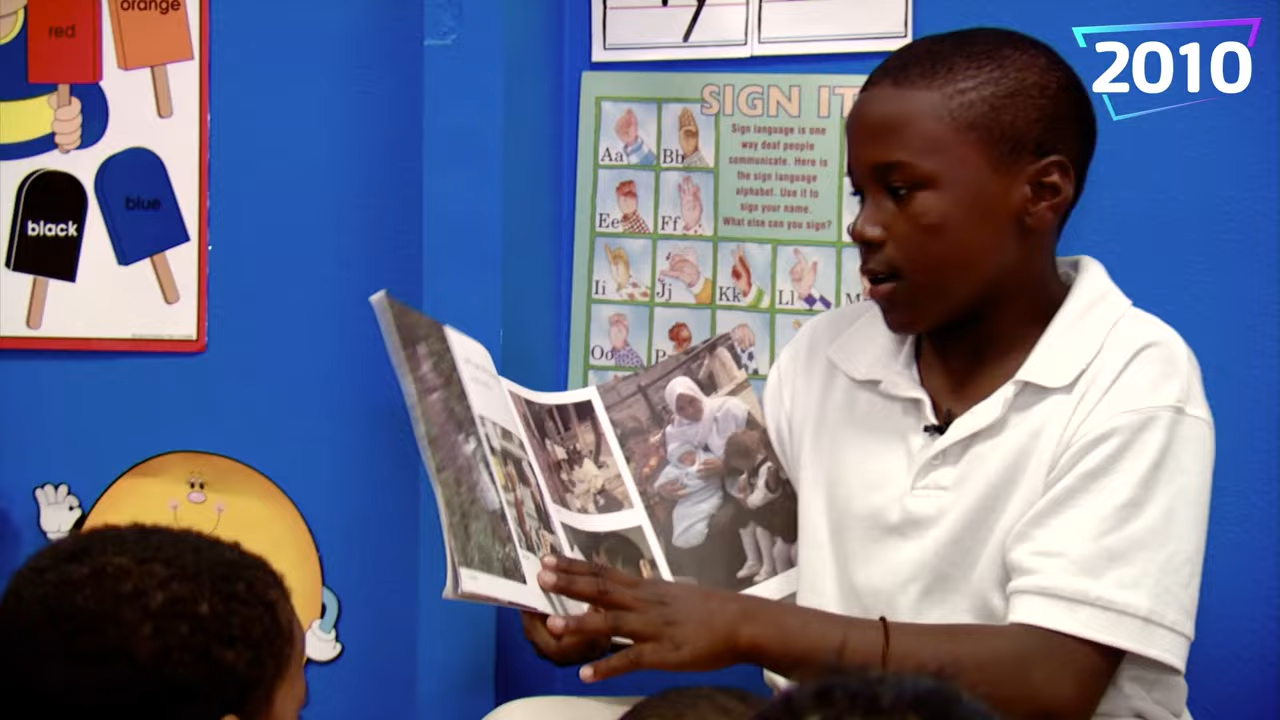 orange
red
black
blue
2010
SIGN IT
Sign language is one
way deaf people
communicate. Here is
the sign language
alphabet. Use it to
sign your name.
What else can you sign?
Aa
Bb
Ee
Ff
Ii
Jj
Kk
Ll
M
Oo
P